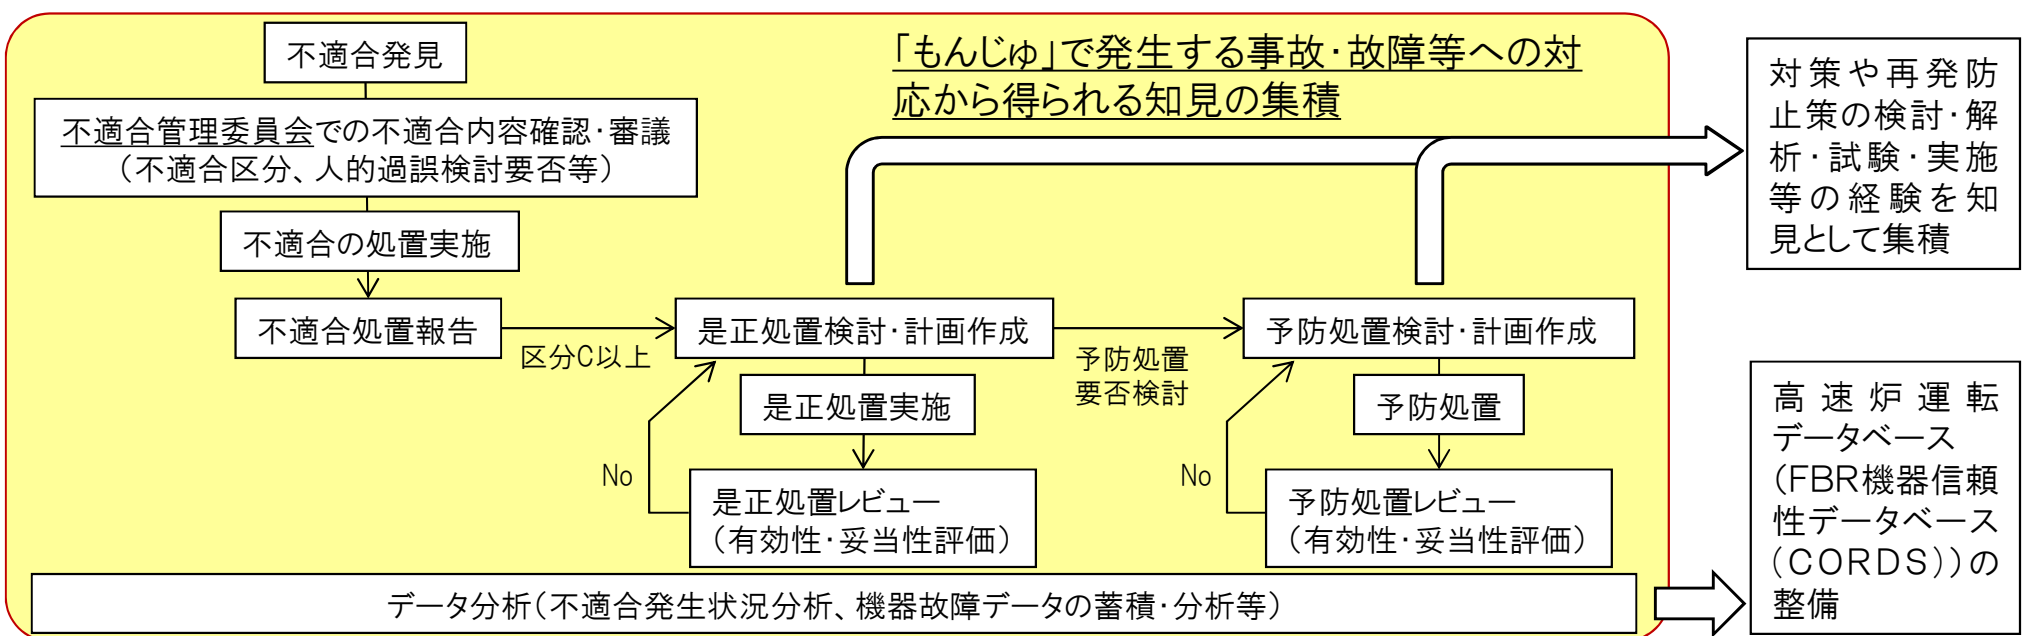 不適合発見
不適合管理委員会での不適合内容確認・審議
（不適合区分、人的過誤検討要否等）
不適合の処置実施
不適合処置報告
「もんじゅ」で発生する事故・故障等への対
応から得られる知見の集積
区分C以上
是正処置検討・計画作成
是正処置実施
No
是正処置レビュー
（有効性・妥当性評価）
予防処置
要否検討
予防処置検討・計画作成
予防処置
No
予防処置レビュー
（有効性・妥当性評価）
データ分析（不適合発生状況分析、機器故障データの蓄積・分析等）
対策や再発防
止策の検討・解
析・試験・実施
等の経験を知
見として集積
高速炉運転
データベース
（FBR機器信頼
性データベース
（CORDS））の
整備